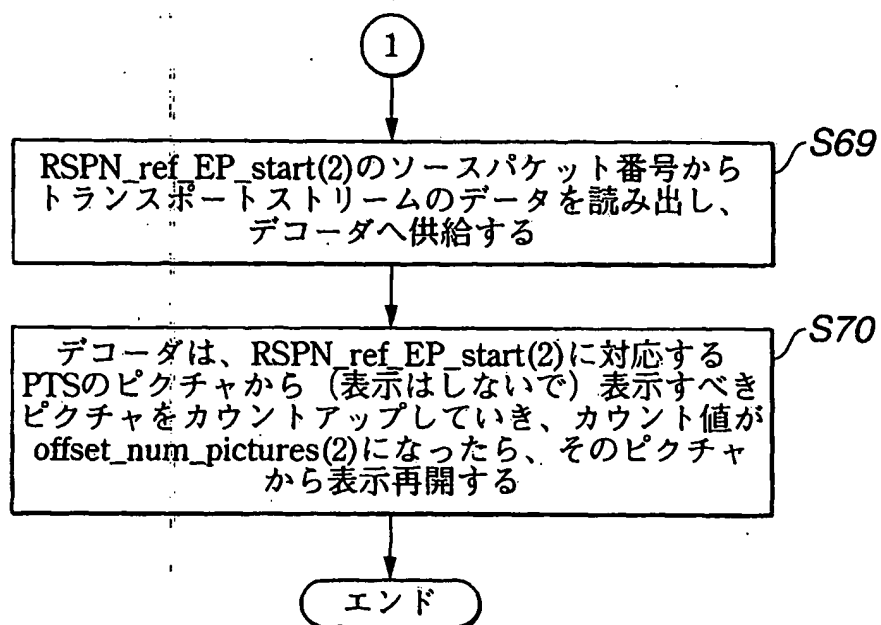 1
S69
RSPN_ref_EP_start(2)のソースパケット番号から
トランスポートストリームのデータを読み出し、
デコーダへ供給する
S70
デコーダは、RSPN_ref_EP_start(2)に対応する
PTSのピクチャから（表示はしないで）表示すべき
ピクチャをカウントアップしていき、カウント値が
offset_num_pictures(2)になったら、そのピクチャ
から表示再開する
エンド